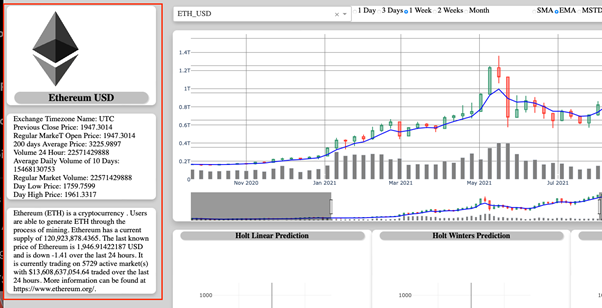 ETH_USD
1 Day 3 Days 1 Week 2 Weeks Month
SMA EMA MSTD
Ethereum USD
Exchange Timezone Name: UTC
Previous Close Price: 1947.3014
Regular MarkeT Open Price: 1947.3014
200 days Average Price: 3225.9897
Volume 24 Hour: 22571429888
Average Daily Volume of 10 Days:
15468130753
Regular Market Volume: 22571429888
Day Low Price: 1759.7599
Day High Price: 1961.3317
Ethereum (ETH) is a cryptocurrency . Users
are able to generate ETH through the
process of mining. Ethereum has a current
supply of 120,923,878.4365. The last known
price of Ethereum is 1,946.91422187 USD
and is down -1.41 over the last 24 hours. It
is currently trading on 5729 active market(s)
with $13,608,637,054.64 traded over the last
24 hours. More information can be found at
https://www.ethereum.org/.
1.4T
1.2T
1T
0.8T
0.6T
0.4T
0.2T
0
Nov 2020
Jan 2021
Mar 2021
May 2021
Jul 2021
Holt Linear Prediction
Holt Winters Prediction
1000
1000